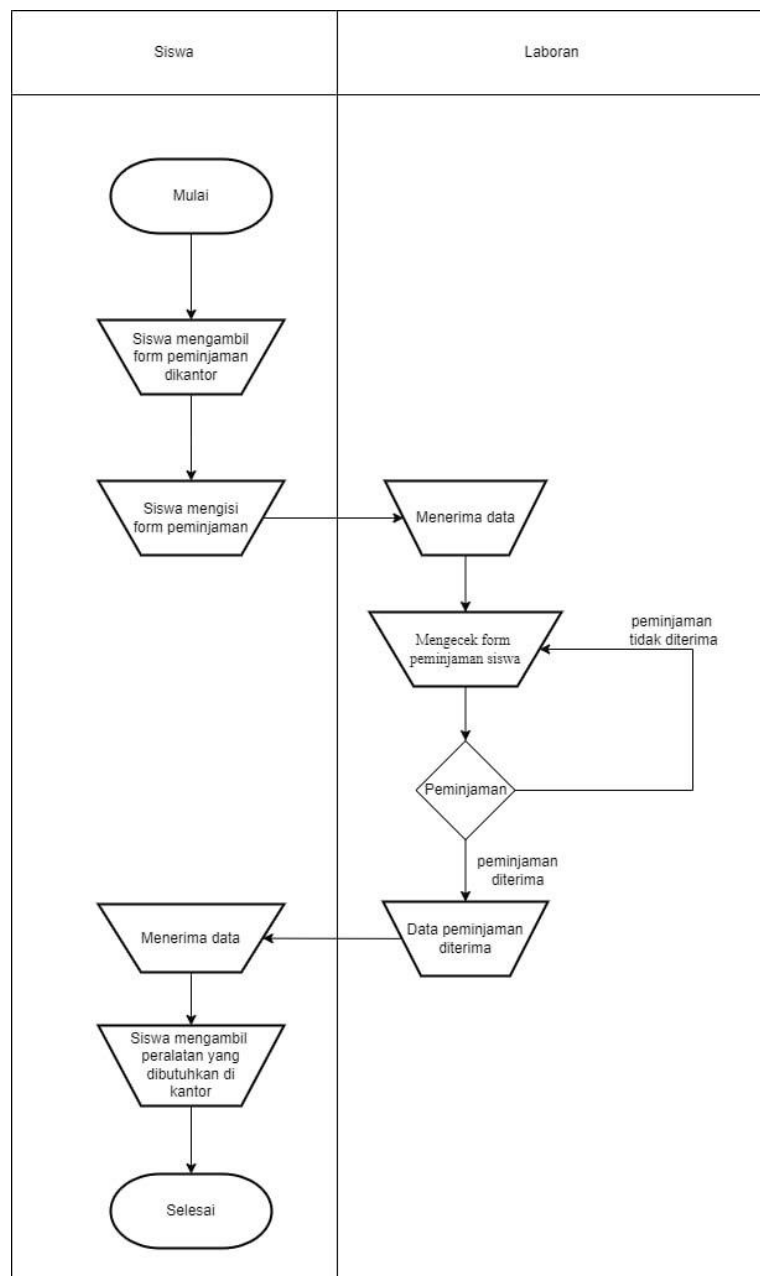 Siswa
Laboran
Mulai
Siswa mengambil
form peminjaman
dikantor
Siswa mengisi
form peminjaman
Menerima data
Mengecek form
peminjaman siswa
peminjaman
tidak diterima
Peminjaman
peminjaman
diterima
Data peminjaman
diterima
Menerima data
Siswa mengambil
peralatan yang
dibutuhkan di
kantor
Selesai